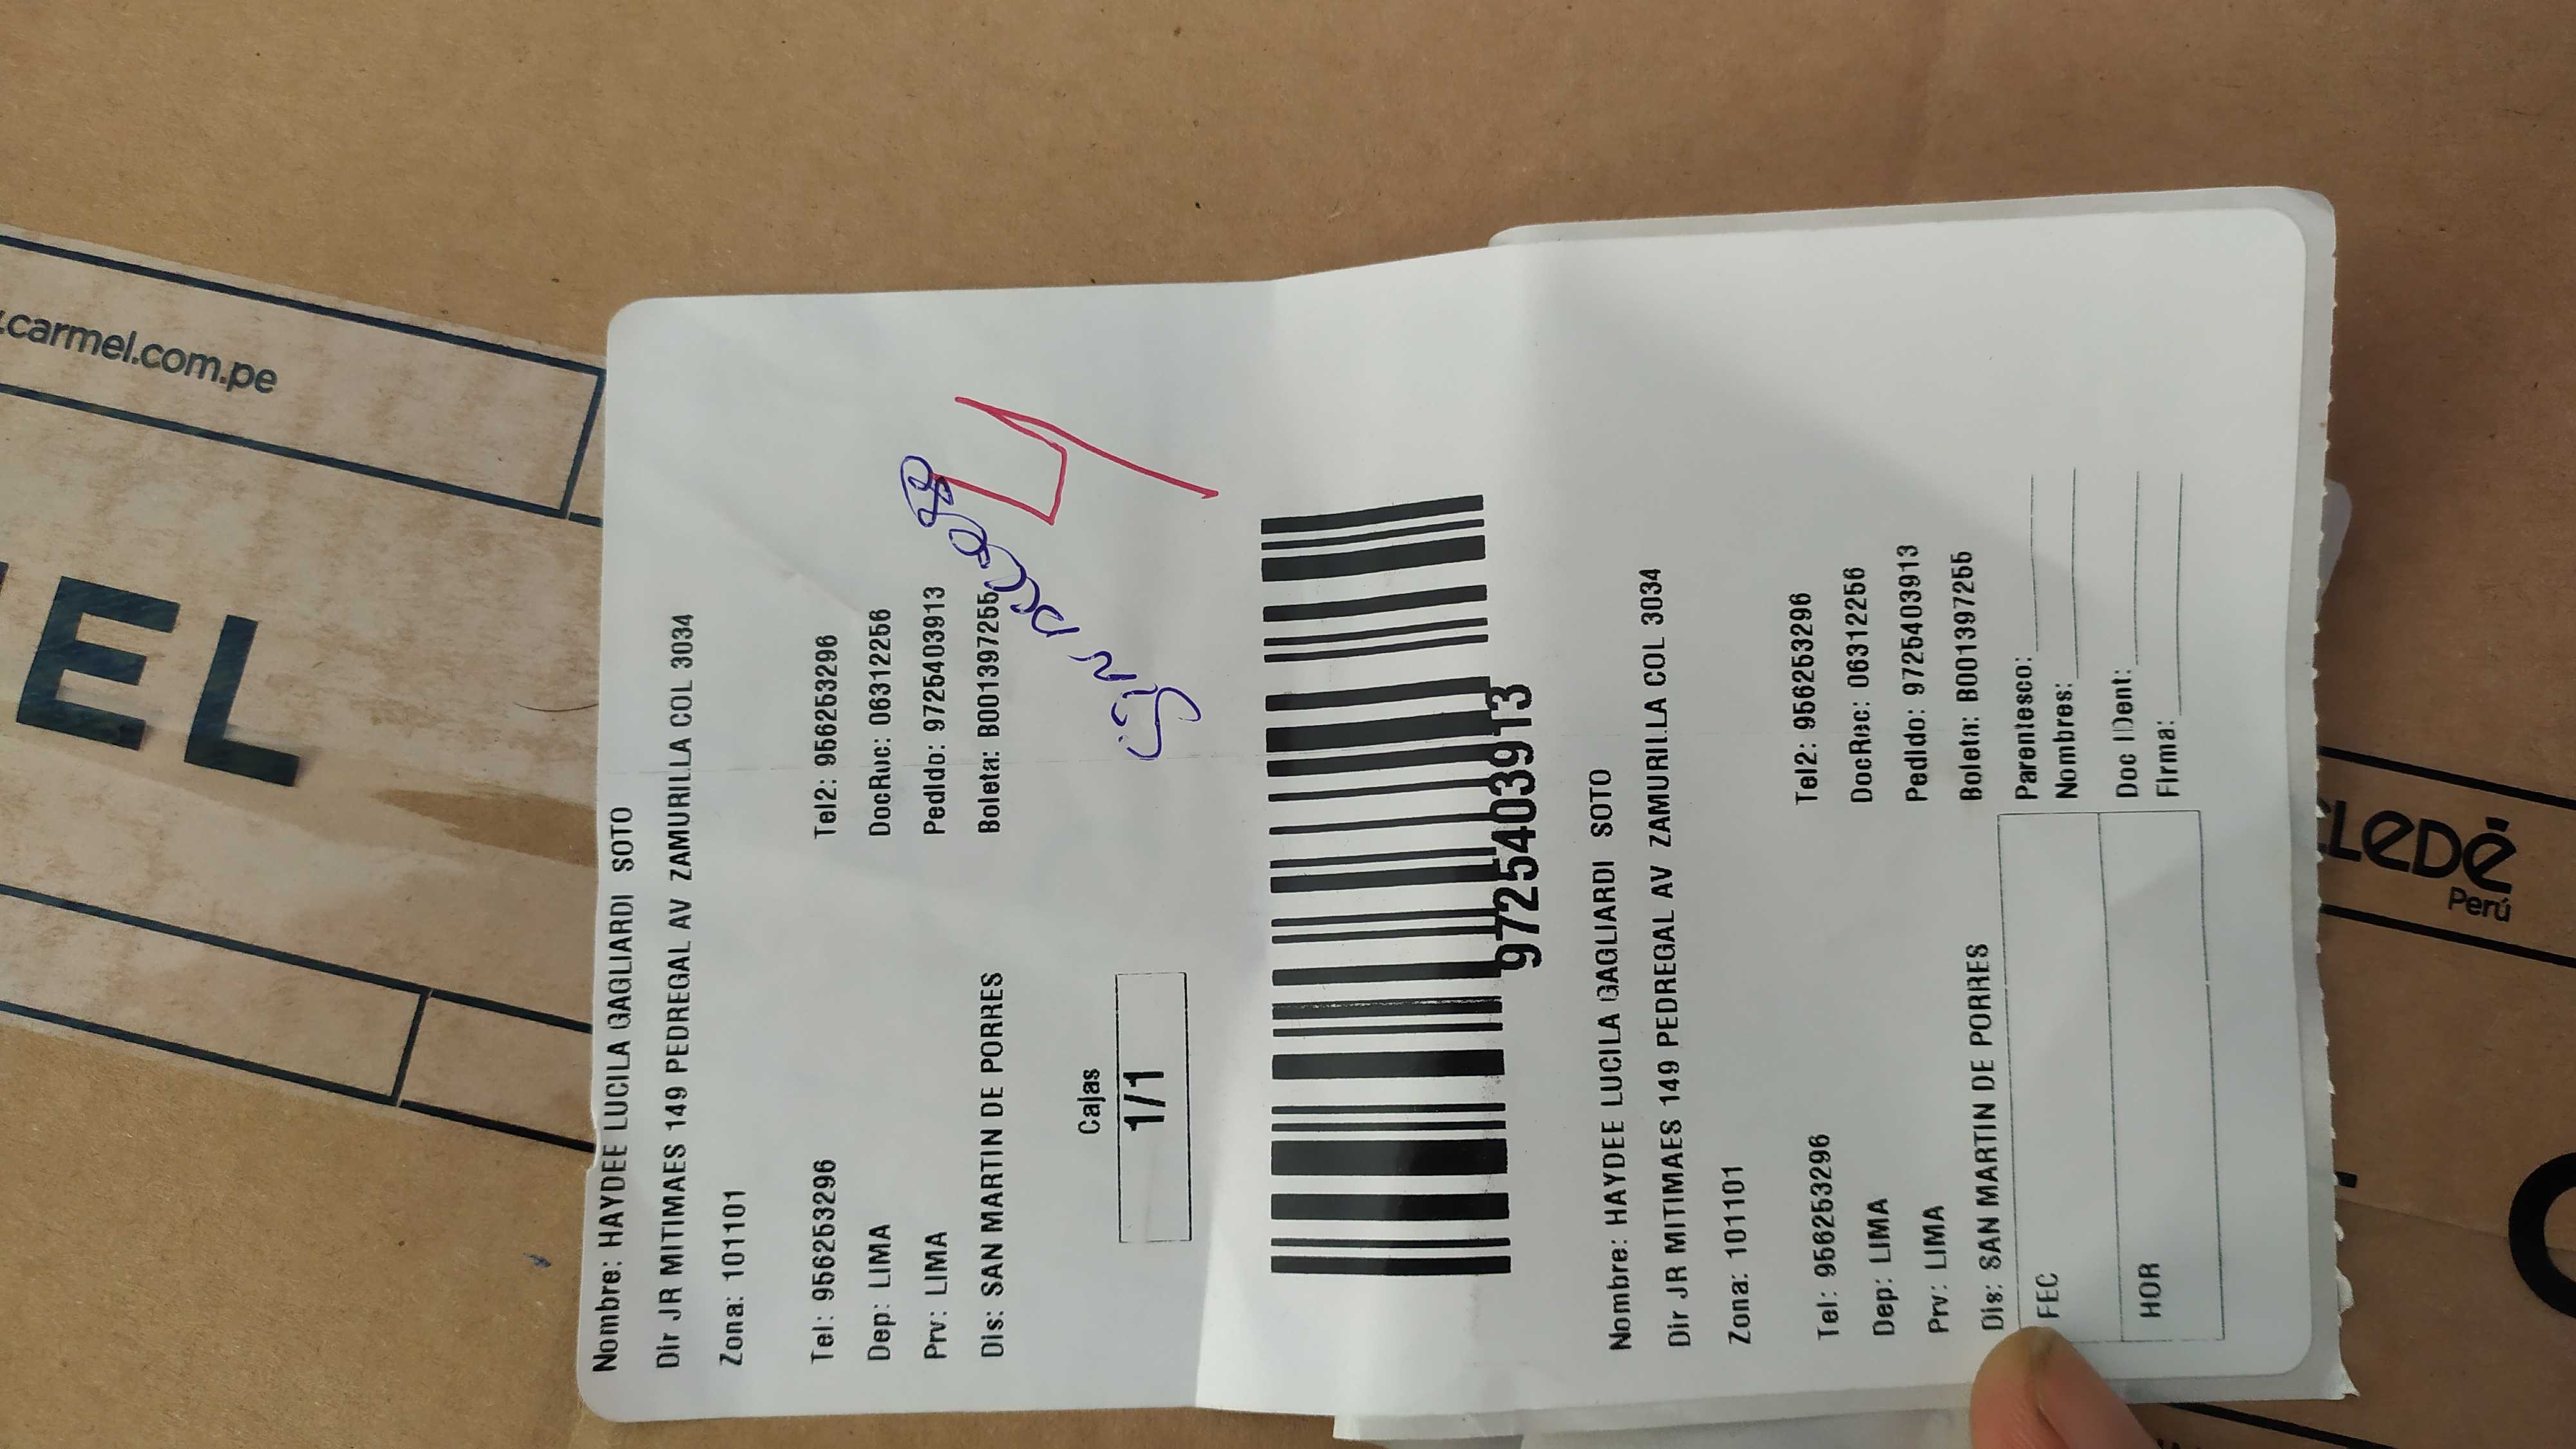 .carmel.com.pe
EL
Nombre: HAYDEE LUCILA GAGLIARDI SOTO
Dir JR MITIMAES 149 PEDREGAL AV ZAMURILLA COL 3034
Zona: 101101
Tel: 956253296 Tel2: 956253296
Dep: LIMA DocRuc: 06312256
Prv: LIMA Pedido: 9725403913
Dis: SAN MARTIN DE PORRES Boleta: B001397255
Sin acceso
4
Cajas
1/1
9725403913
Nombre: HAYDEE LUCILA GAGLIARDI SOTO
Dir JR MITIMAES 149 PEDREGAL AV ZAMURILLA COL 3034
Zona: 101101
Tel: 956253296 Tel2: 956253296
Dep: LIMA DocRuc: 06312256
Prv: LIMA Pedido: 9725403913
Dis: SAN MARTIN DE PORRES Boleta: B001397255
FEC Parentesco:
Nombres:
HOR Doc IDent:
Firma:
LEDÉ
Perú